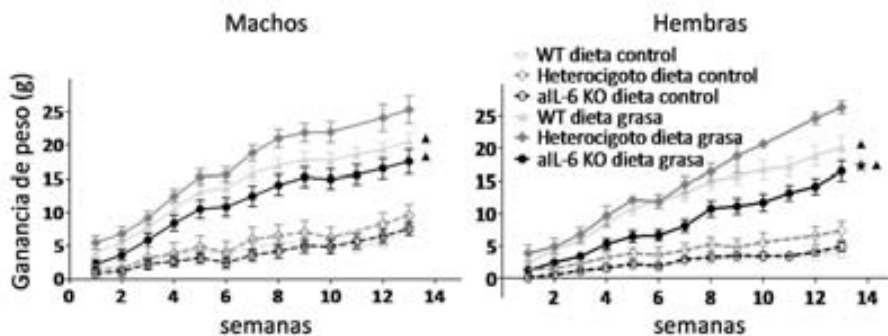 Machos
Hembras
Ganancia de peso (g)
25
20
15
10
5
0
0 2 4 6 8 10 12 14
semanas
WT dieta control
Heterocigoto dieta control
aIL-6 KO dieta control
WT dieta grasa
Heterocigoto dieta grasa
aIL-6 KO dieta grasa
25
20
15
10
5
0
0 2 4 6 8 10 12 14
semanas